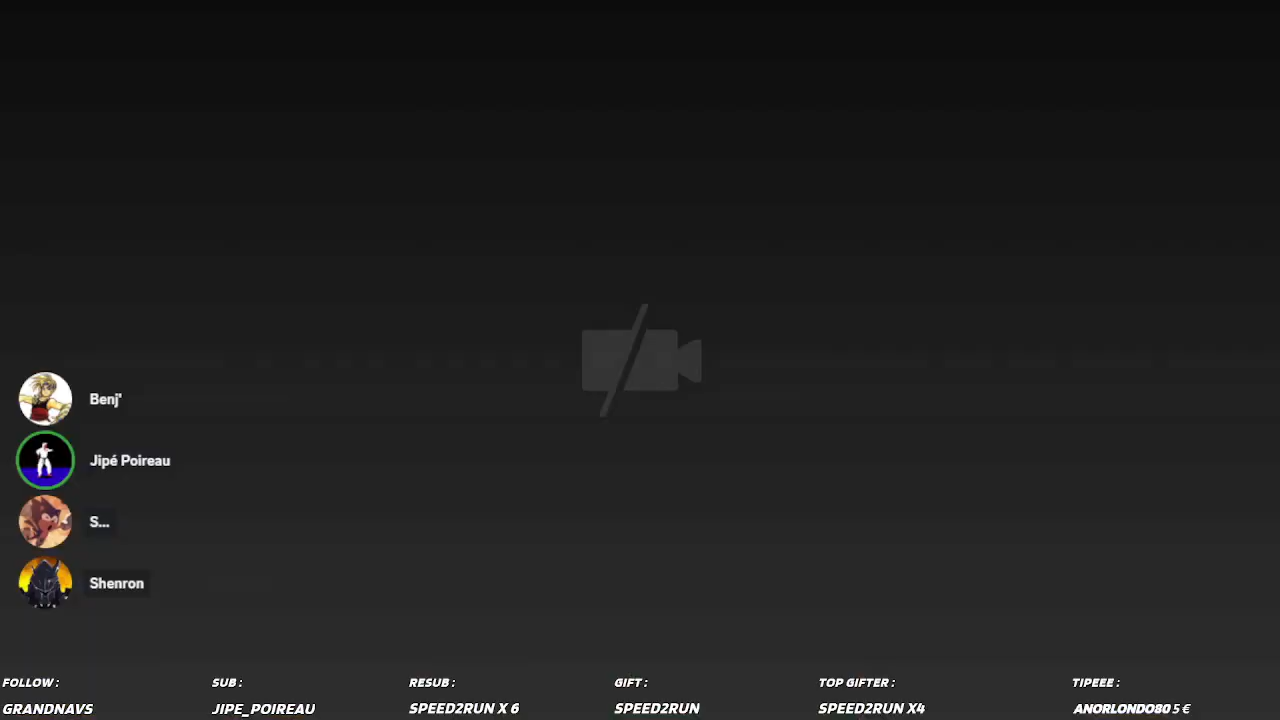 Benj'
Jipé Poireau
S...
Shenron
FOLLOW : SUB : RESUB : GIFT : TOP GIFTER : TIPEEE :
GRANDNAVS JIPE_POIREAU SPEED2RUN X 6 SPEED2RUN SPEED2RUN X4 ANORLONDO80 5 €